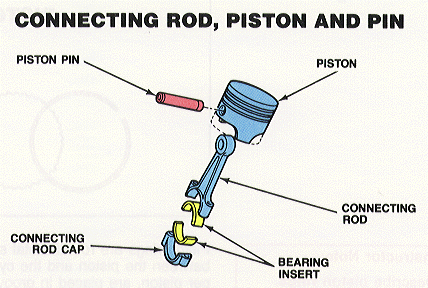 CONNECTING ROD, PISTON AND PIN
PISTON PIN
PISTON
CONNECTING
ROD
CONNECTING
ROD CAP
BEARING
INSERT